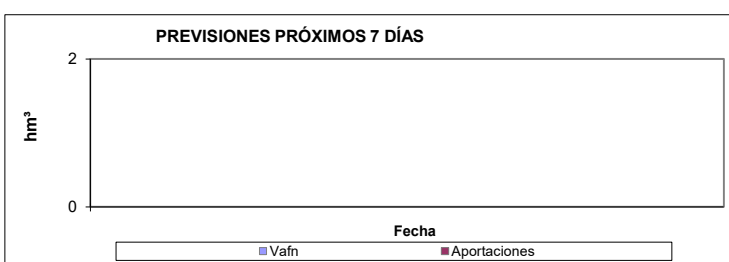 PREVISIONES PRÓXIMOS 7 DÍAS
2
hm³
0
Fecha
Vafn Aportaciones